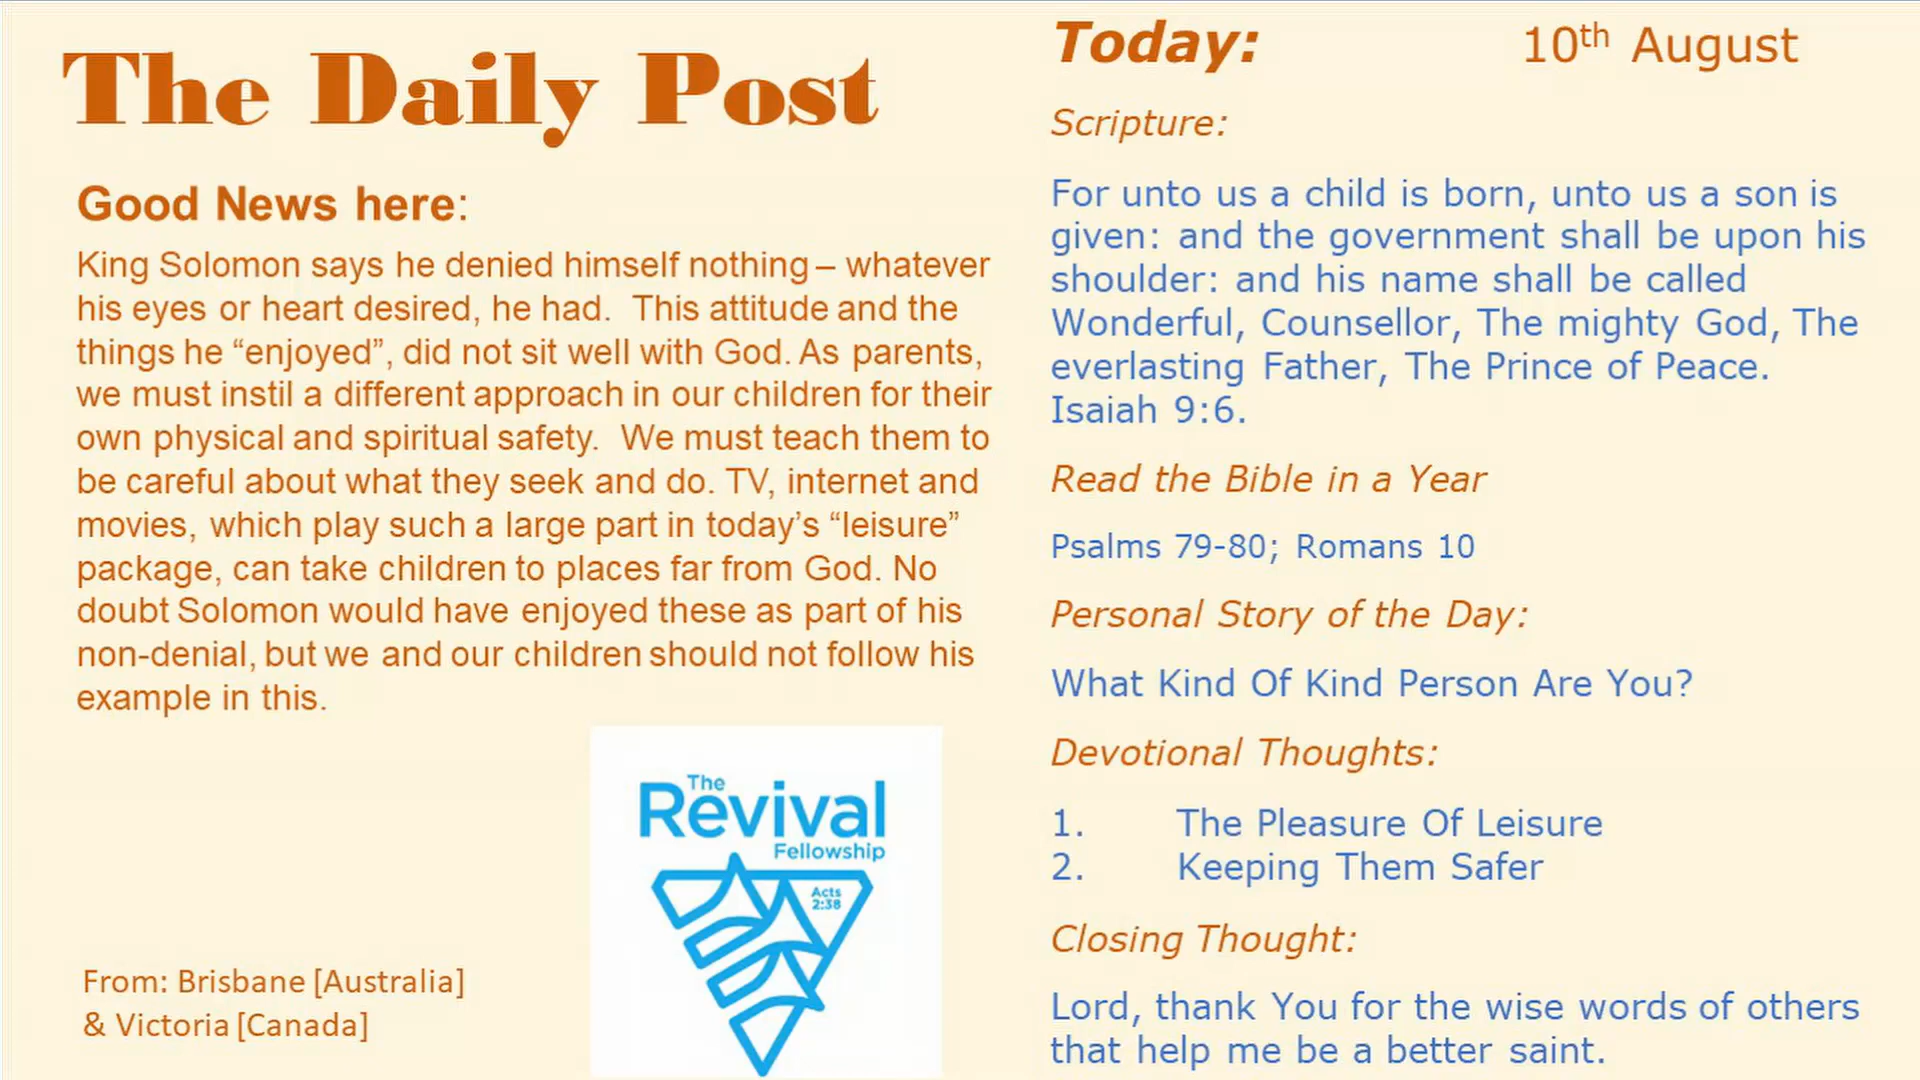 The Daily Post
Good News here:
King Solomon says he denied himself nothing – whatever
his eyes or heart desired, he had.  This attitude and the
things he “enjoyed”, did not sit well with God. As parents,
we must instil a different approach in our children for their
own physical and spiritual safety.  We must teach them to
be careful about what they seek and do. TV, internet and
movies, which play such a large part in today’s “leisure”
package, can take children to places far from God. No
doubt Solomon would have enjoyed these as part of his
non-denial, but we and our children should not follow his
example in this.
The
Revival
Fellowship
Acts
2:38
From: Brisbane [Australia]
& Victoria [Canada]
Today: 10th August
Scripture:
For unto us a child is born, unto us a son is
given: and the government shall be upon his
shoulder: and his name shall be called
Wonderful, Counsellor, The mighty God, The
everlasting Father, The Prince of Peace.
Isaiah 9:6.
Read the Bible in a Year
Psalms 79-80; Romans 10
Personal Story of the Day:
What Kind Of Kind Person Are You?
Devotional Thoughts:
1. The Pleasure Of Leisure
2. Keeping Them Safer
Closing Thought:
Lord, thank You for the wise words of others
that help me be a better saint.